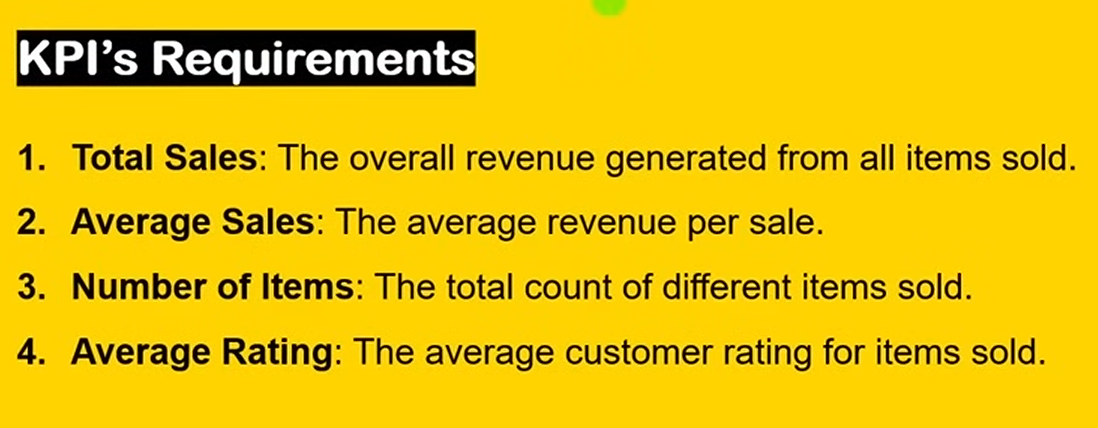 KPI’s Requirements
1. Total Sales: The overall revenue generated from all items sold.
2. Average Sales: The average revenue per sale.
3. Number of Items: The total count of different items sold.
4. Average Rating: The average customer rating for items sold.